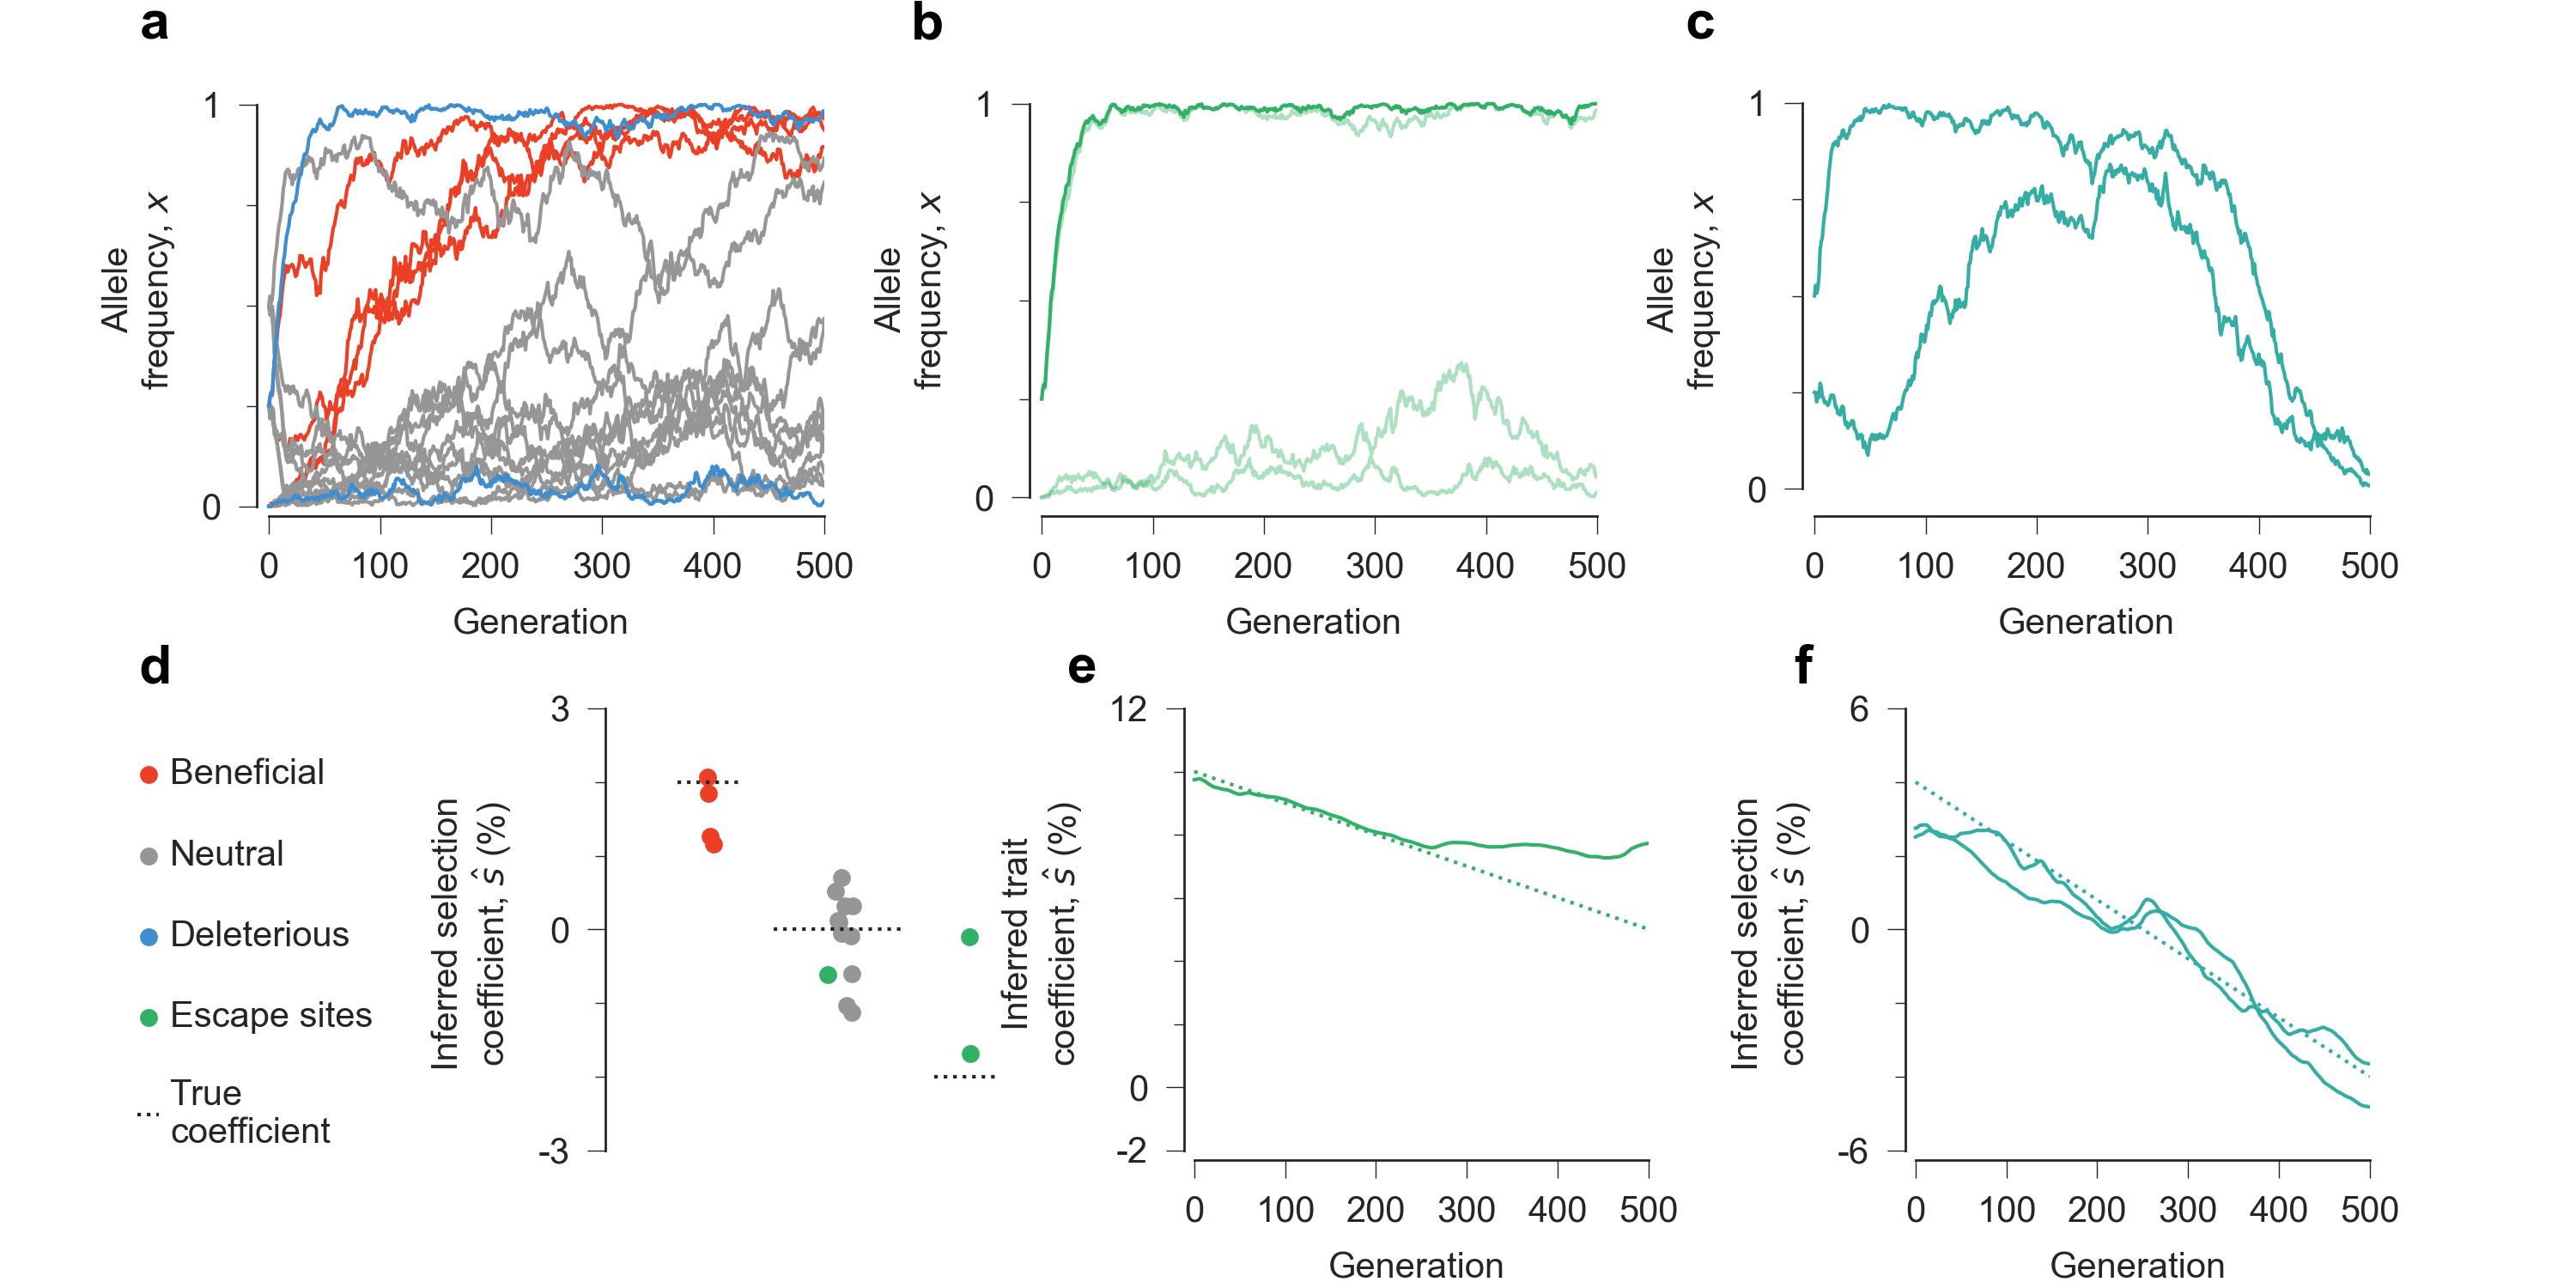 a
1
0
Allele
frequency, x
0 100 200 300 400 500
Generation
b
1
0
Allele
frequency, x
0 100 200 300 400 500
Generation
c
1
0
Allele
frequency, x
0 100 200 300 400 500
Generation
d
Beneficial
Neutral
Deleterious
Escape sites
True
coefficient
3
0
-3
Inferred selection
coefficient, ŝ (%)
e
12
0
-2
Inferred trait
coefficient, ŝ (%)
0 100 200 300 400 500
Generation
f
6
0
-6
Inferred selection
coefficient, ŝ (%)
0 100 200 300 400 500
Generation